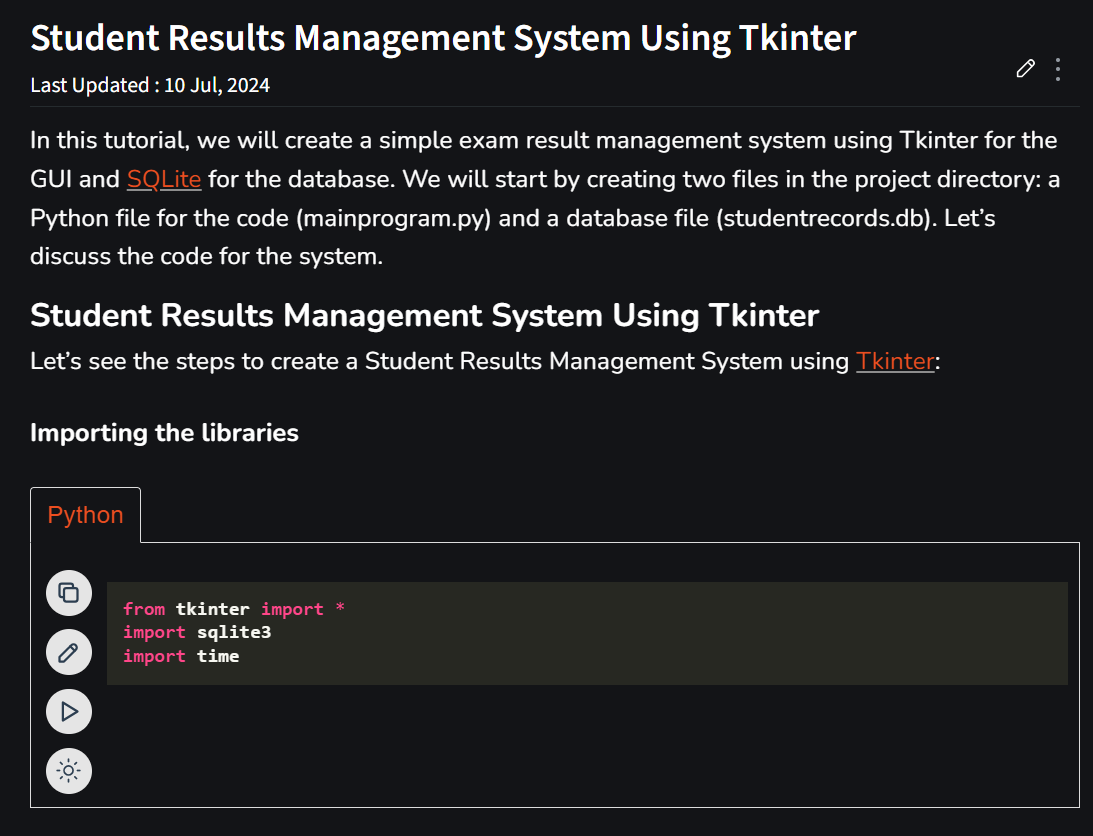 Student Results Management System Using Tkinter
Last Updated : 10 Jul, 2024
In this tutorial, we will create a simple exam result management system using Tkinter for the
GUI and SQLite for the database. We will start by creating two files in the project directory: a
Python file for the code (mainprogram.py) and a database file (studentrecords.db). Let’s
discuss the code for the system.
Student Results Management System Using Tkinter
Let’s see the steps to create a Student Results Management System using Tkinter:
Importing the libraries
Python
from tkinter import *
import sqlite3
import time